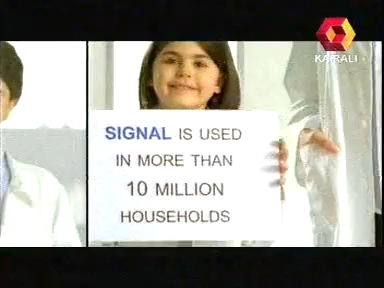 KAIRALI
SIGNAL IS USED
IN MORE THAN
10 MILLION
HOUSEHOLDS